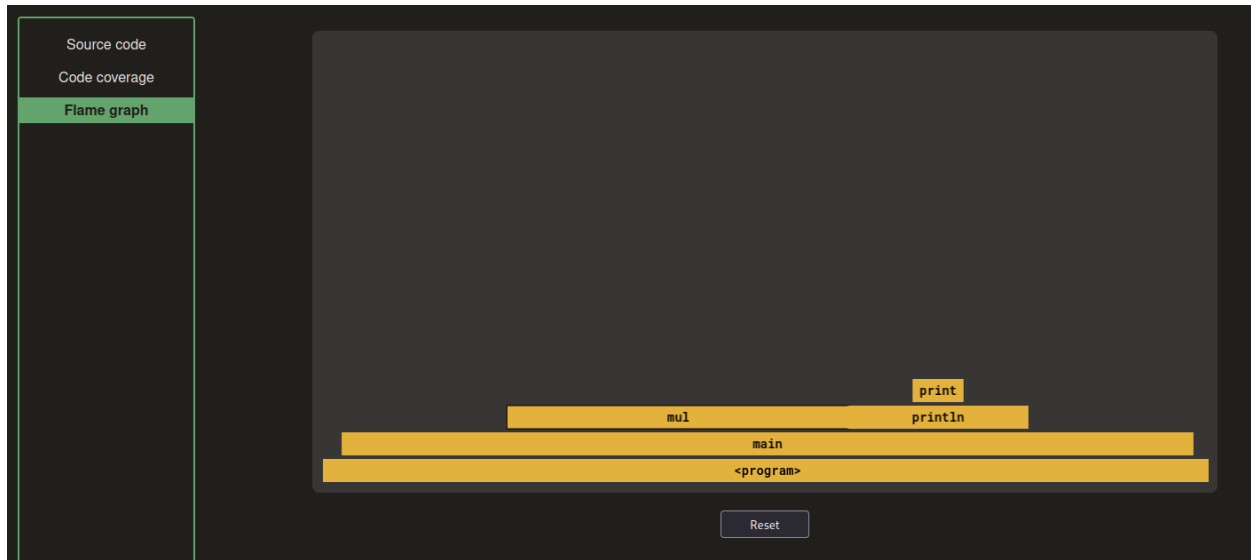 Source code
Code coverage
Flame graph
print
mul println
main
<program>
Reset